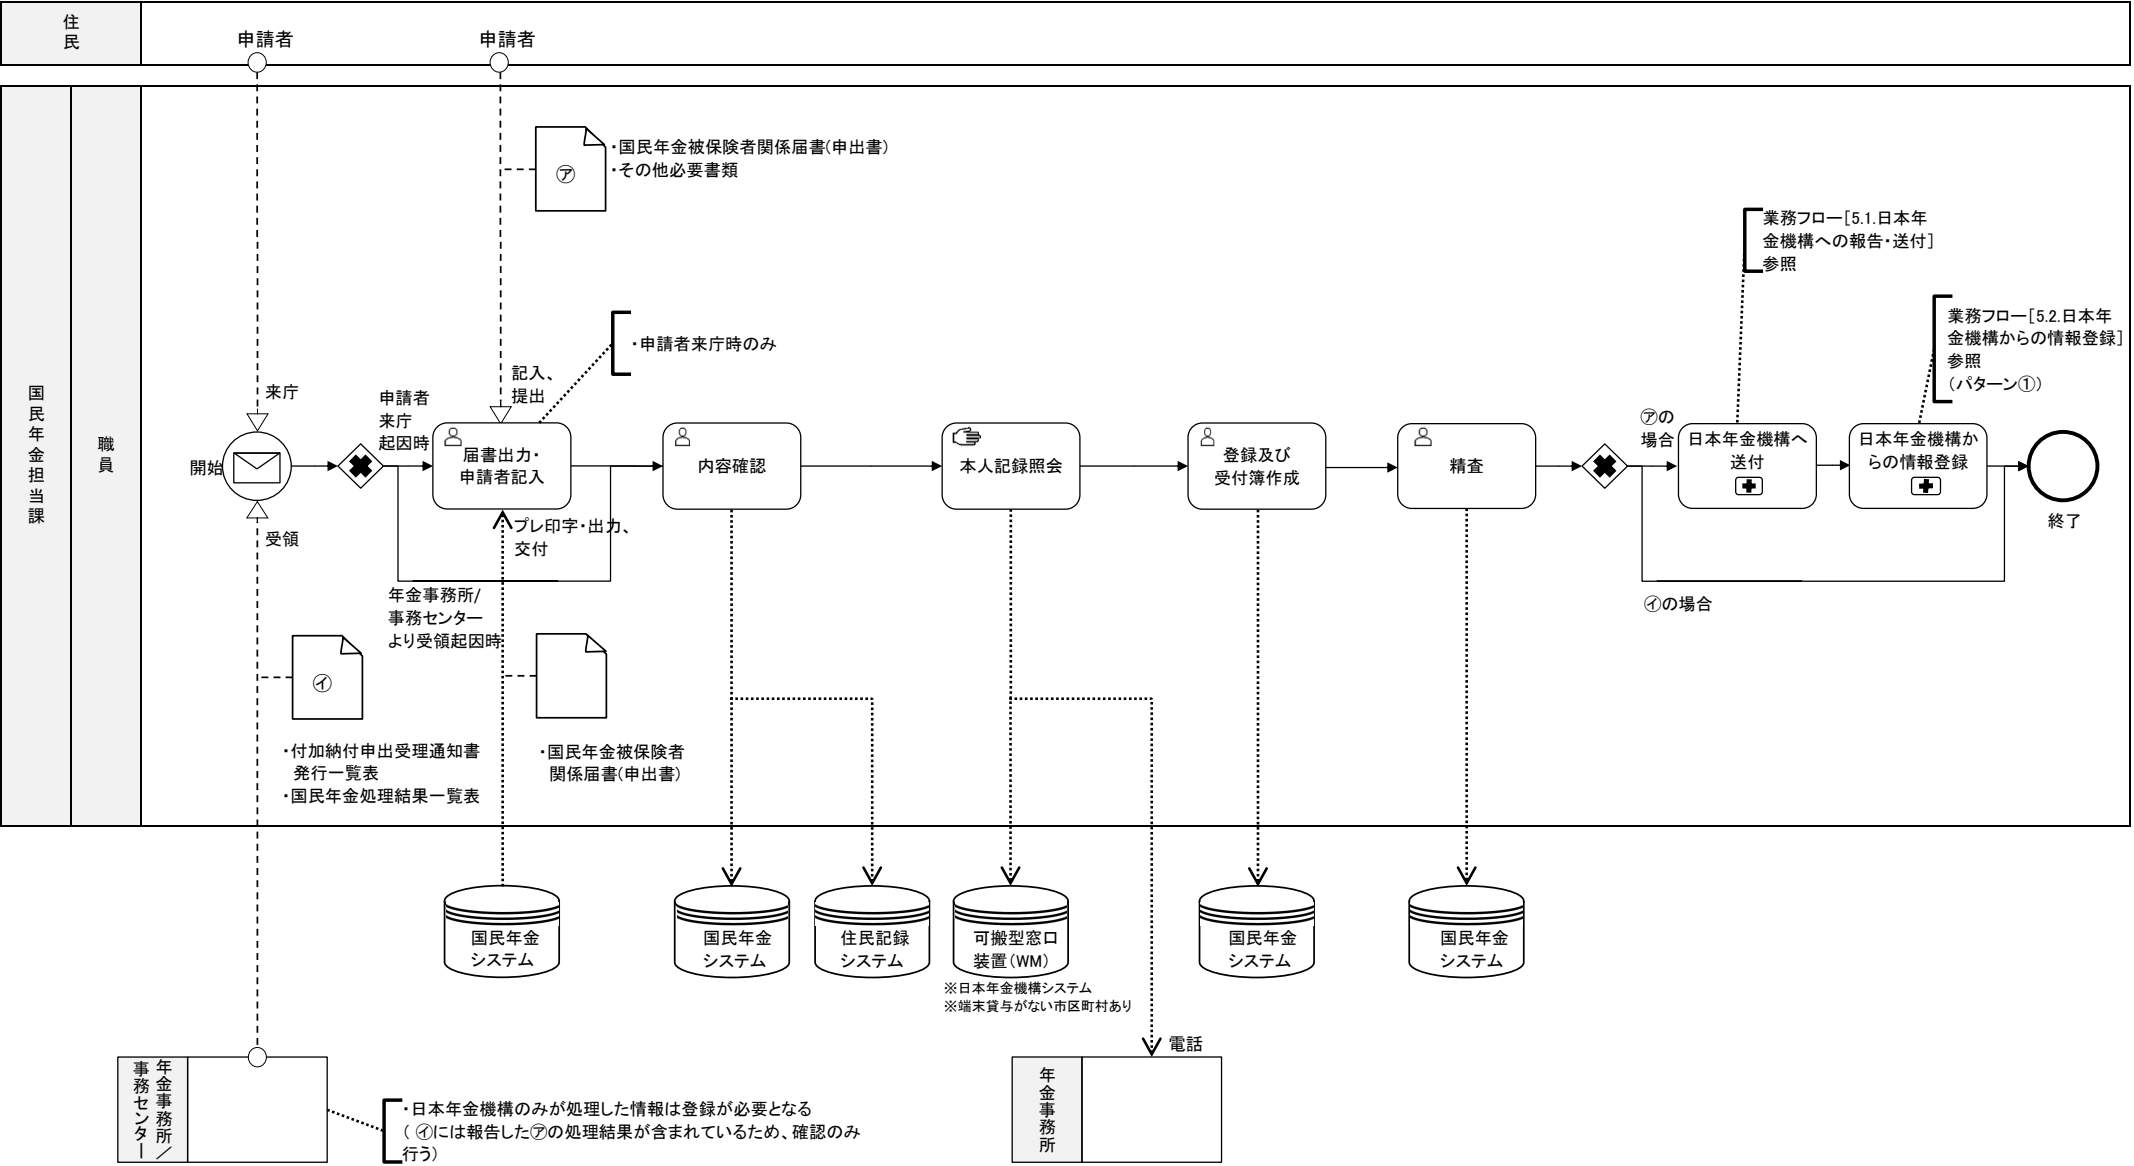 住民
申請者
申請者
国民年金担当課
職員
㋐
・国民年金被保険者関係届書(申出書)
・その他必要書類
業務フロー[5.1.日本年
金機構への報告・送付]
参照
業務フロー[5.2.日本年
金機構からの情報登録]
参照
(パターン①)
・申請者来庁時のみ
来庁
申請者
来庁
起因時
記入、
提出
開始
届書出力・
申請者記入
内容確認
本人記録照会
登録及び
受付簿作成
精査
㋐の
場合
日本年金機構へ
送付
日本年金機構か
らの情報登録
終了
受領
プレ印字・出力、
交付
年金事務所/
事務センター
より受領起因時
㋑の場合
㋑
・付加納付申出受理通知書
発行一覧表
・国民年金処理結果一覧表
・国民年金被保険者
関係届書(申出書)
国民年金
システム
国民年金
システム
住民記録
システム
可搬型窓口
装置(WM)
※日本年金機構システム
※端末貸与がない市区町村あり
国民年金
システム
国民年金
システム
電話
年金事務所/
事務センター
・日本年金機構のみが処理した情報は登録が必要となる
( ㋑には報告した㋐の処理結果が含まれているため、確認のみ
行う)
年金事務所